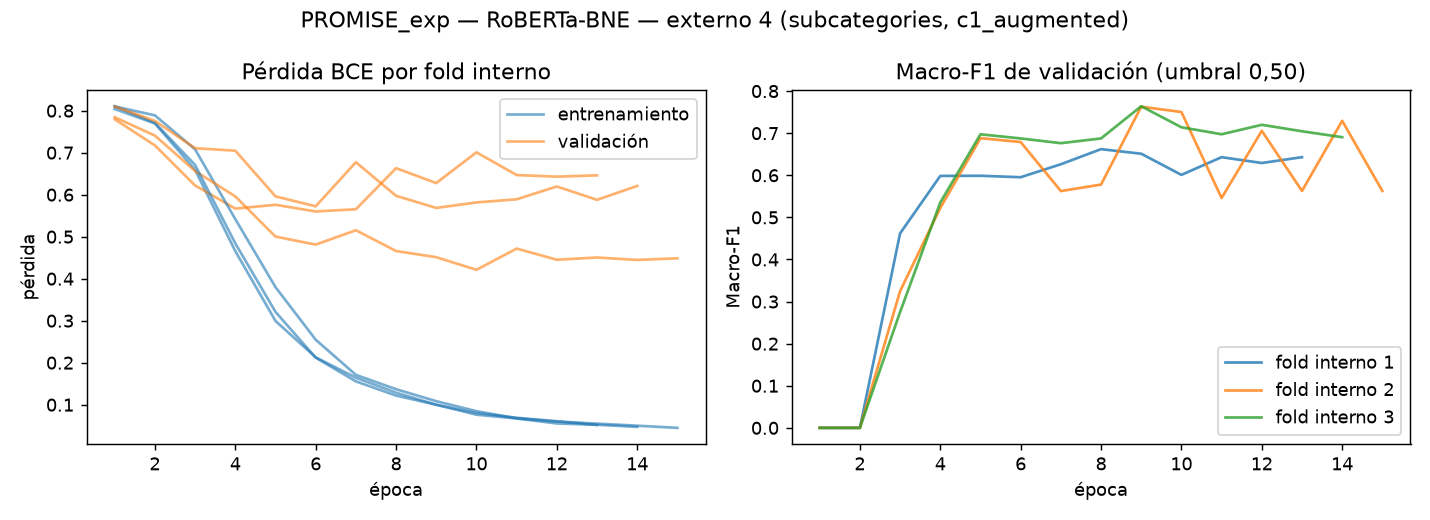 PROMISE_exp — RoBERTa-BNE — externo 4 (subcategories, c1_augmented)
Pérdida BCE por fold interno
pérdida
0.8
0.7
0.6
0.5
0.4
0.3
0.2
0.1
2 4 6 8 10 12 14
época
entrenamiento
validación
Macro-F1 de validación (umbral 0,50)
Macro-F1
0.8
0.7
0.6
0.5
0.4
0.3
0.2
0.1
0.0
2 4 6 8 10 12 14
época
fold interno 1
fold interno 2
fold interno 3